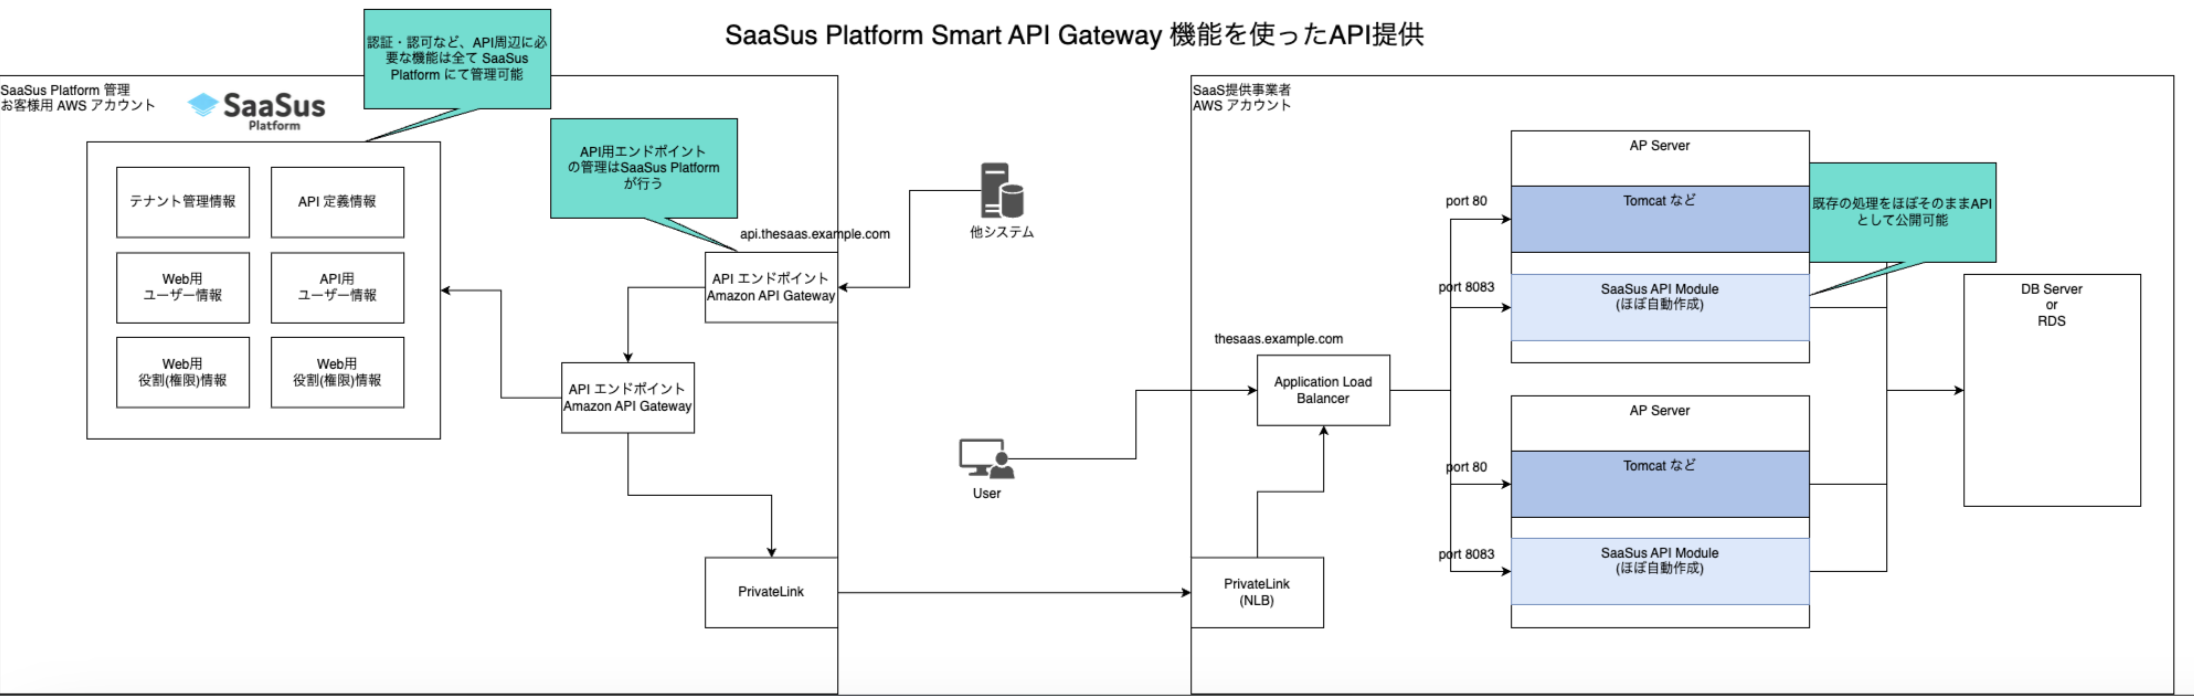 SaaSus Platform Smart API Gateway 機能を使ったAPI提供
認証・認可など、API周辺に必
要な機能は全て SaaSus
Platform にて管理可能
SaaSus Platform 管理
お客様用 AWS アカウント
SaaSus
Platform
テナント管理情報
API 定義情報
Web用
ユーザー情報
API用
ユーザー情報
Web用
役割(権限)情報
Web用
役割(権限)情報
API用エンドポイント
の管理はSaaSus Platform
が行う
api.thesaas.example.com
API エンドポイント
Amazon API Gateway
API エンドポイント
Amazon API Gateway
PrivateLink
他システム
User
SaaS提供事業者
AWS アカウント
thesaas.example.com
Application Load
Balancer
PrivateLink
(NLB)
port 80
port 8083
AP Server
Tomcat など
SaaSus API Module
(ほぼ自動作成)
既存の処理をほぼそのままAPI
として公開可能
port 80
port 8083
AP Server
Tomcat など
SaaSus API Module
(ほぼ自動作成)
DB Server
or
RDS